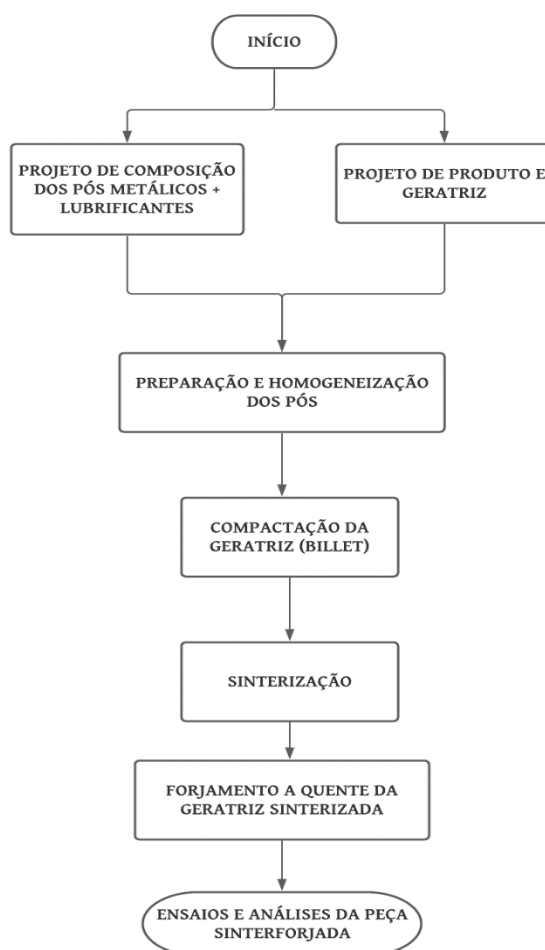 INÍCIO
PROJETO DE COMPOSIÇÃO
DOS PÓS METÁLICOS +
LUBRIFICANTES
PROJETO DE PRODUTO E
GERATRIZ
PREPARAÇÃO E HOMOGENEIZAÇÃO
DOS PÓS
COMPACTAÇÃO DA
GERATRIZ (BILLET)
SINTERIZAÇÃO
FORJAMENTO A QUENTE DA
GERATRIZ SINTERIZADA
ENSAIOS E ANÁLISES DA PEÇA
SINTERFORJADA